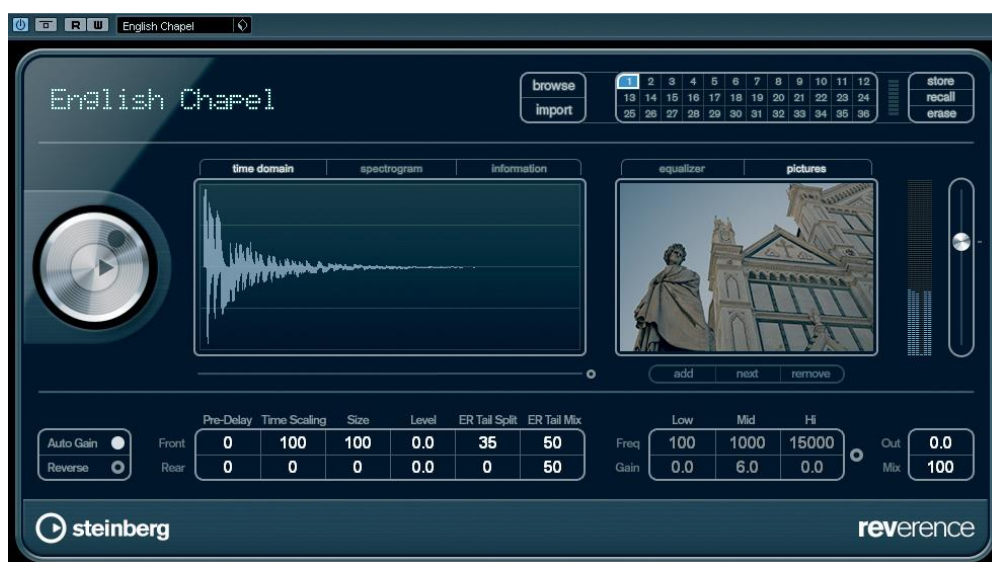 R W English Chapel
English Chapel
browse
import
1 2 3 4 5 6 7 8 9 10 11 12
13 14 15 16 17 18 19 20 21 22 23 24
25 26 27 28 29 30 31 32 33 34 35 36
store
recall
erase
time domain spectrogram information
equalizer pictures
add next remove
Pre-Delay Time Scaling Size Level ER Tail Split ER Tail Mix
Auto Gain Front 0 100 100 0.0 35 50
Reverse Rear 0 0 0 0.0 0 50
Low Mid Hi
Freq 100 1000 15000
Gain 0.0 6.0 0.0
Out 0.0
Mix 100
steinberg
reverence